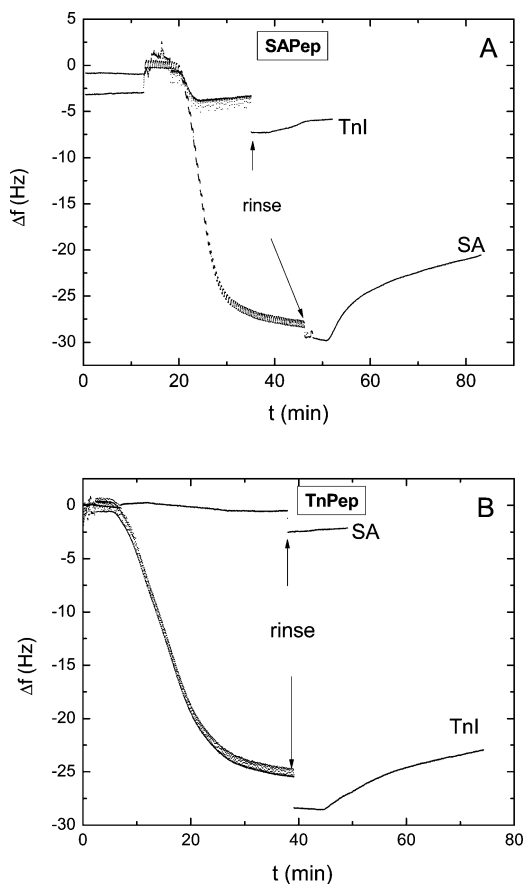 5
SAPep
A
0
-5
TnI
-10
Δf (Hz)
rinse
-15
-20
SA
-25
-30
0 20 40 60 80
t (min)
0
TnPep
B
SA
-5
-10
rinse
Δf (Hz)
-15
-20
TnI
-25
-30
0 20 40 60 80
t (min)